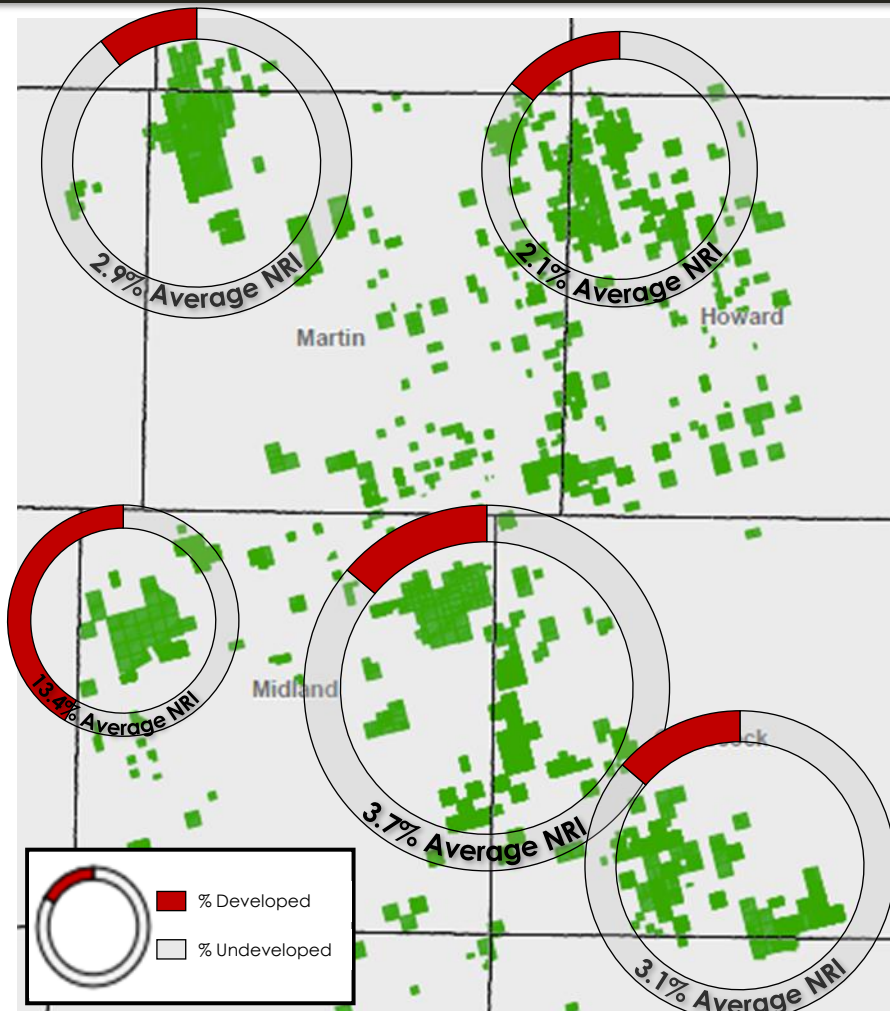 2.9% Average NRI
2.1% Average NRI
Howard
Martin
13.4% Average NRI
Midland
3.7% Average NRI
3.1% Average NRI
% Developed
% Undeveloped